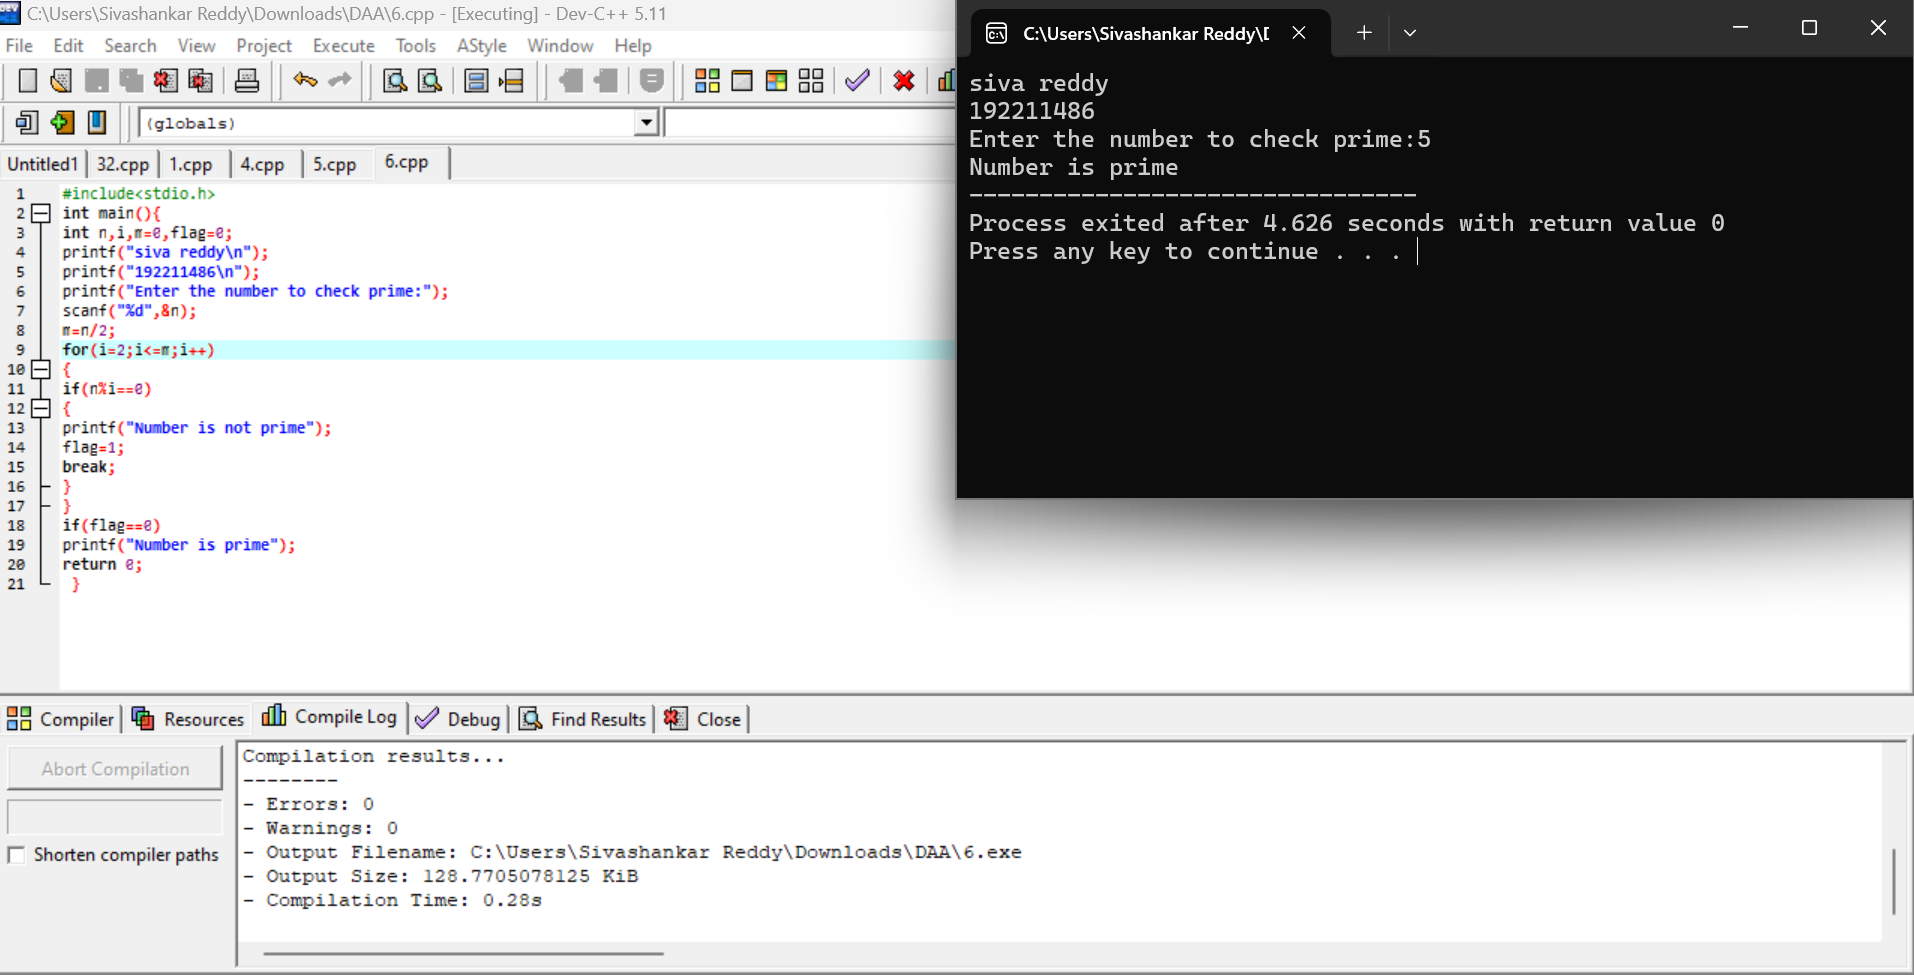 C:\Users\Sivashankar Reddy\Downloads\DAA\6.cpp - [Executing] - Dev-C++ 5.11
File Edit Search View Project Execute Tools AStyle Window Help
(globals)
Untitled1 32.cpp 1.cpp 4.cpp 5.cpp 6.cpp
1 #include<stdio.h>
2 int main(){
3 int n,i,m=0,flag=0;
4 printf("siva reddy\n");
5 printf("192211486\n");
6 printf("Enter the number to check prime:");
7 scanf("%d",&n);
8 m=n/2;
9 for(i=2;i<=m;i++)
10 {
11 if(n%i==0)
12 {
13 printf("Number is not prime");
14 flag=1;
15 break;
16 }
17 }
18 if(flag==0)
19 printf("Number is prime");
20 return 0;
21 }
C:\Users\Sivashankar Reddy\D
siva reddy
192211486
Enter the number to check prime:5
Number is prime
--------------------------------
Process exited after 4.626 seconds with return value 0
Press any key to continue . . .
Compiler Resources Compile Log Debug Find Results Close
Abort Compilation
Shorten compiler paths
Compilation results...
--------
- Errors: 0
- Warnings: 0
- Output Filename: C:\Users\Sivashankar Reddy\Downloads\DAA\6.exe
- Output Size: 128.7705078125 KiB
- Compilation Time: 0.28s